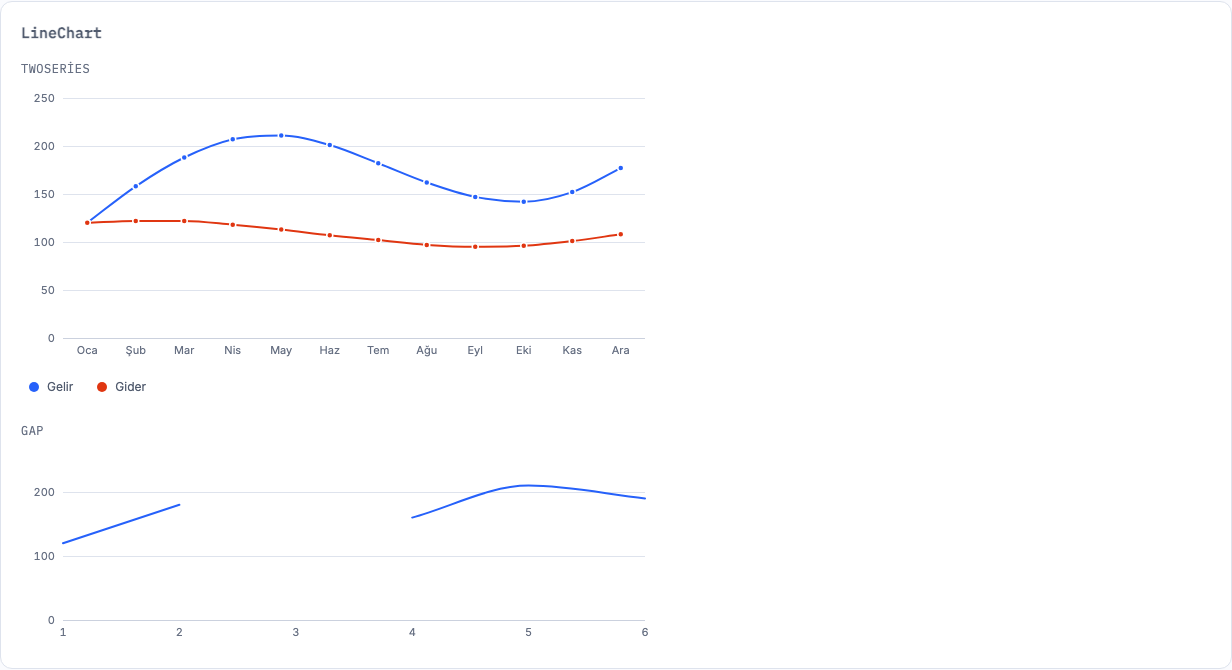 LineChart
TWOSERİES
250
200
150
100
50
0
Oca Şub Mar Nis May Haz Tem Ağu Eyl Eki Kas Ara
Gelir Gider
GAP
200
100
0
1 2 3 4 5 6